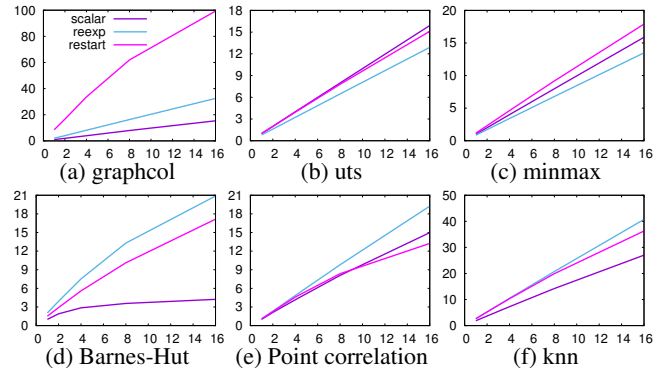 100
80
60
40
20
0
scalar
reexp
restart
0 2 4 6 8 10 12 14 16
(a) graphcol
18
15
12
9
6
3
0
0 2 4 6 8 10 12 14 16
(b) uts
20
15
10
5
0
0 2 4 6 8 10 12 14 16
(c) minmax
21
18
15
12
9
6
3
0
0 2 4 6 8 10 12 14 16
(d) Barnes-Hut
21
18
15
12
9
6
3
0
0 2 4 6 8 10 12 14 16
(e) Point correlation
50
40
30
20
10
0
0 2 4 6 8 10 12 14 16
(f) knn